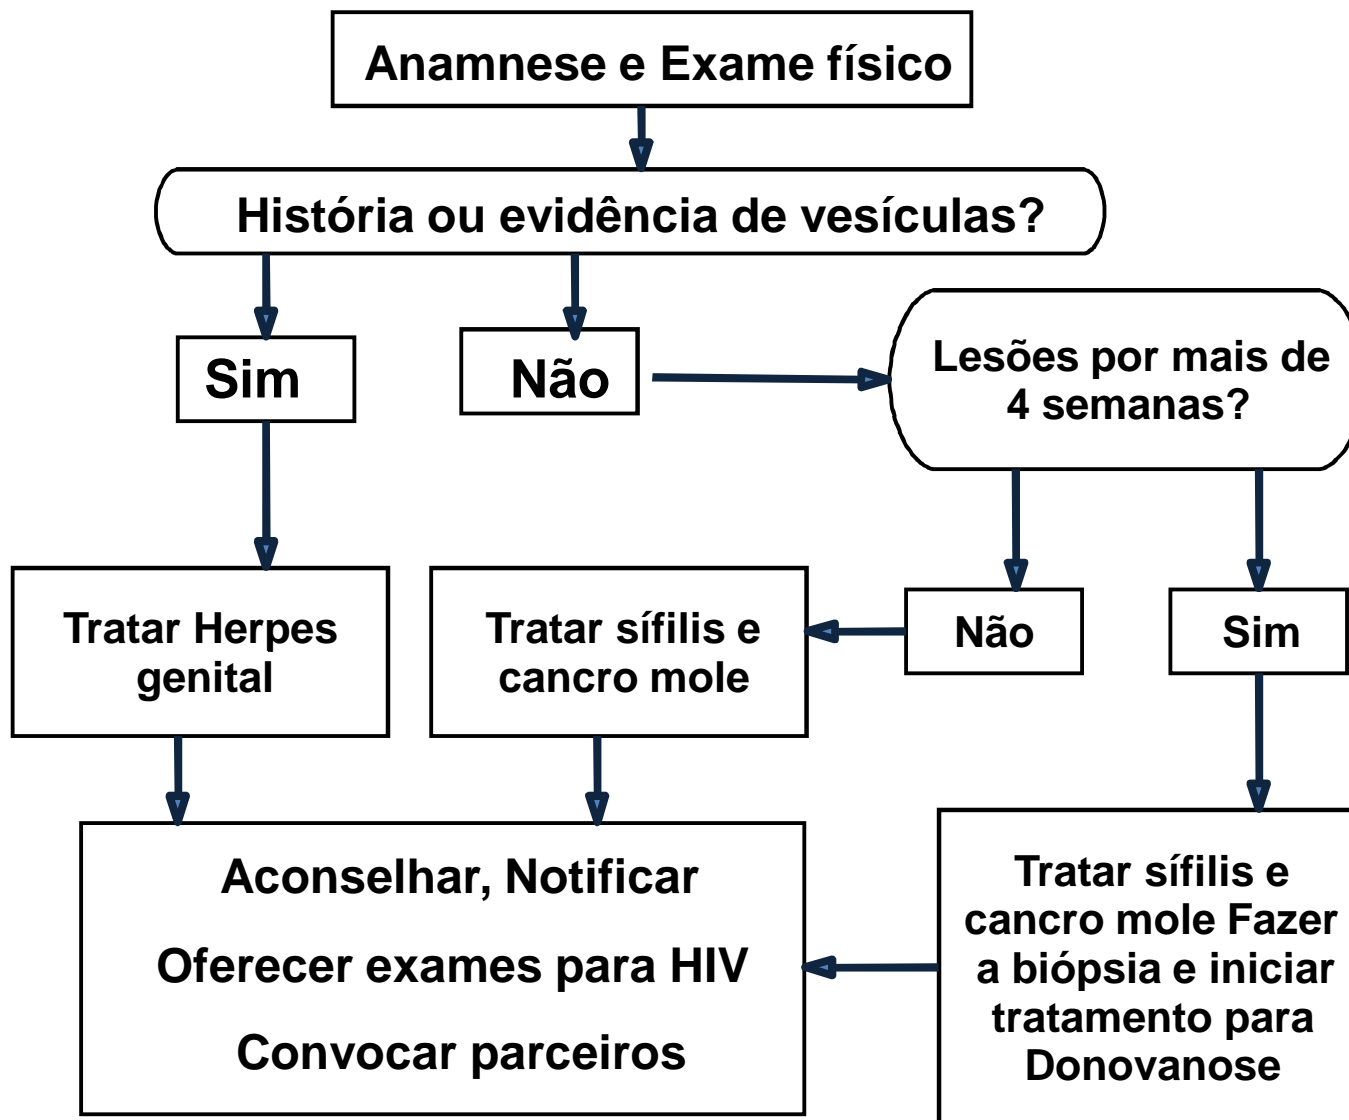 Anamnese e Exame físico
História ou evidência de vesículas?
Sim
Não
Lesões por mais de
4 semanas?
Tratar Herpes
genital
Tratar sífilis e
cancro mole
Não
Sim
Aconselhar, Notificar
Oferecer exames para HIV
Convocar parceiros
Tratar sífilis e
cancro mole Fazer
a biópsia e iniciar
tratamento para
Donovanose